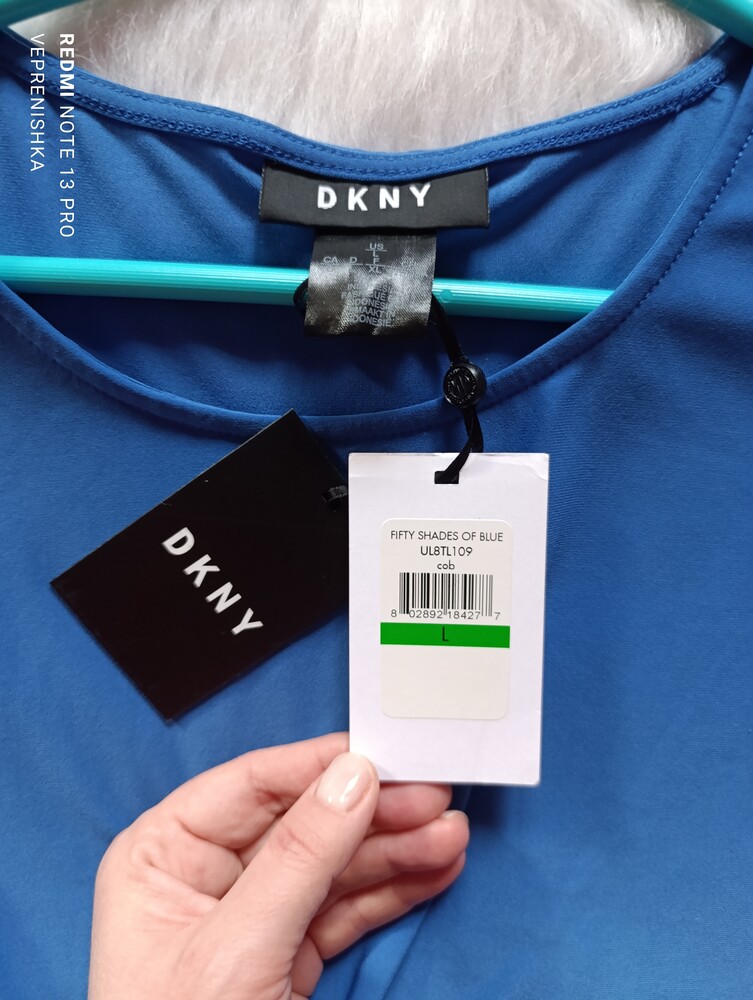 REDMI NOTE 13 PRO
VEPRENISHKA
DKNY
US
L
CA D F
XL
DKNY
FIFTY SHADES OF BLUE
UL8TL109
cob
8 02892 18427 7
L